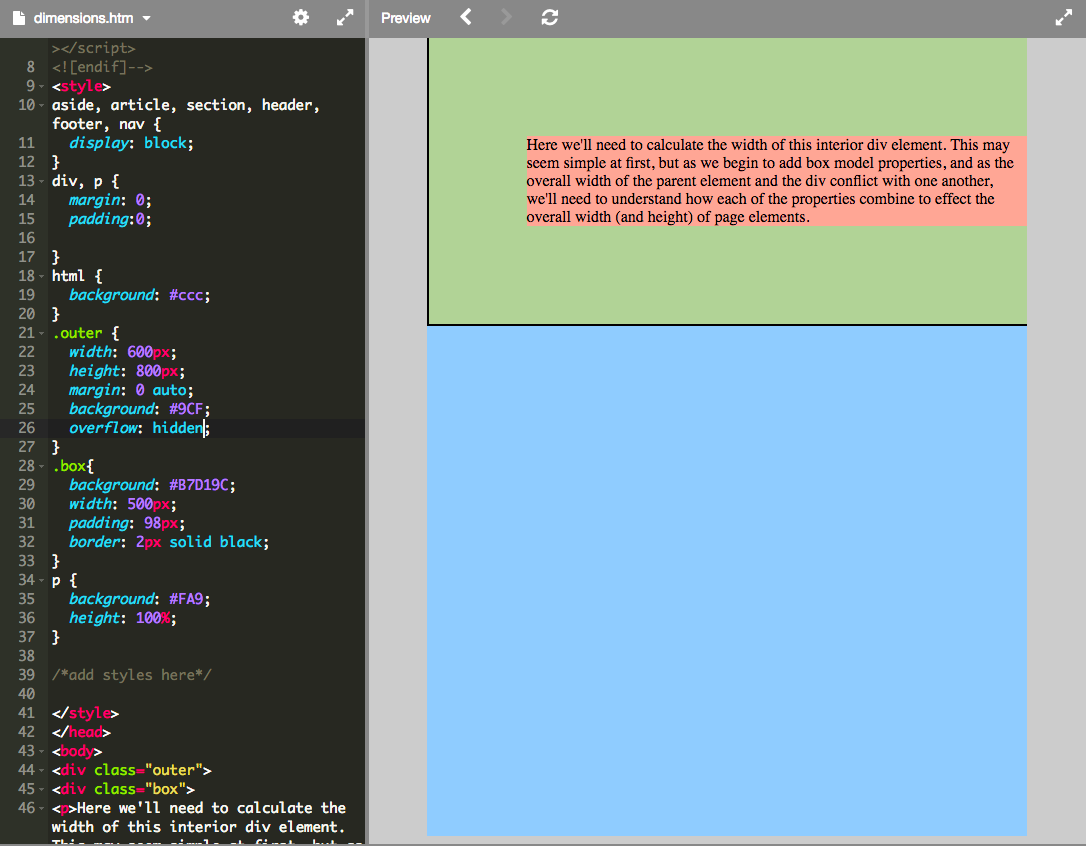 dimensions.htm
Preview
></script>
8 <![endif]-->
9 <style>
10 aside, article, section, header,
footer, nav {
11 display: block;
12 }
13 div, p {
14 margin: 0;
15 padding:0;
16
17 }
18 html {
19 background: #ccc;
20 }
21 .outer {
22 width: 600px;
23 height: 800px;
24 margin: 0 auto;
25 background: #9CF;
26 overflow: hidden;
27 }
28 .box{
29 background: #B7D19C;
30 width: 500px;
31 padding: 98px;
32 border: 2px solid black;
33 }
34 p {
35 background: #FA9;
36 height: 100%;
37 }
38
39 /*add styles here*/
40
41 </style>
42 </head>
43 <body>
44 <div class="outer">
45 <div class="box">
46 <p>Here we'll need to calculate the
width of this interior div element.
This may seem simple at first, but as
Here we'll need to calculate the width of this interior div element. This may
seem simple at first, but as we begin to add box model properties, and as the
overall width of the parent element and the div conflict with one another,
we'll need to understand how each of the properties combine to effect the
overall width (and height) of page elements.